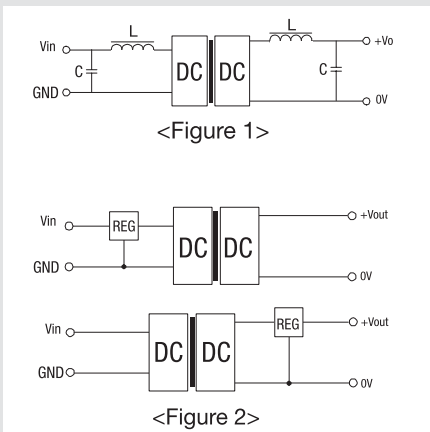 L L
Vin +Vo
C DC DC C
GND 0V
<Figure 1>
Vin REG +Vout
DC DC
GND 0V
Vin REG +Vout
DC DC
GND 0V
<Figure 2>